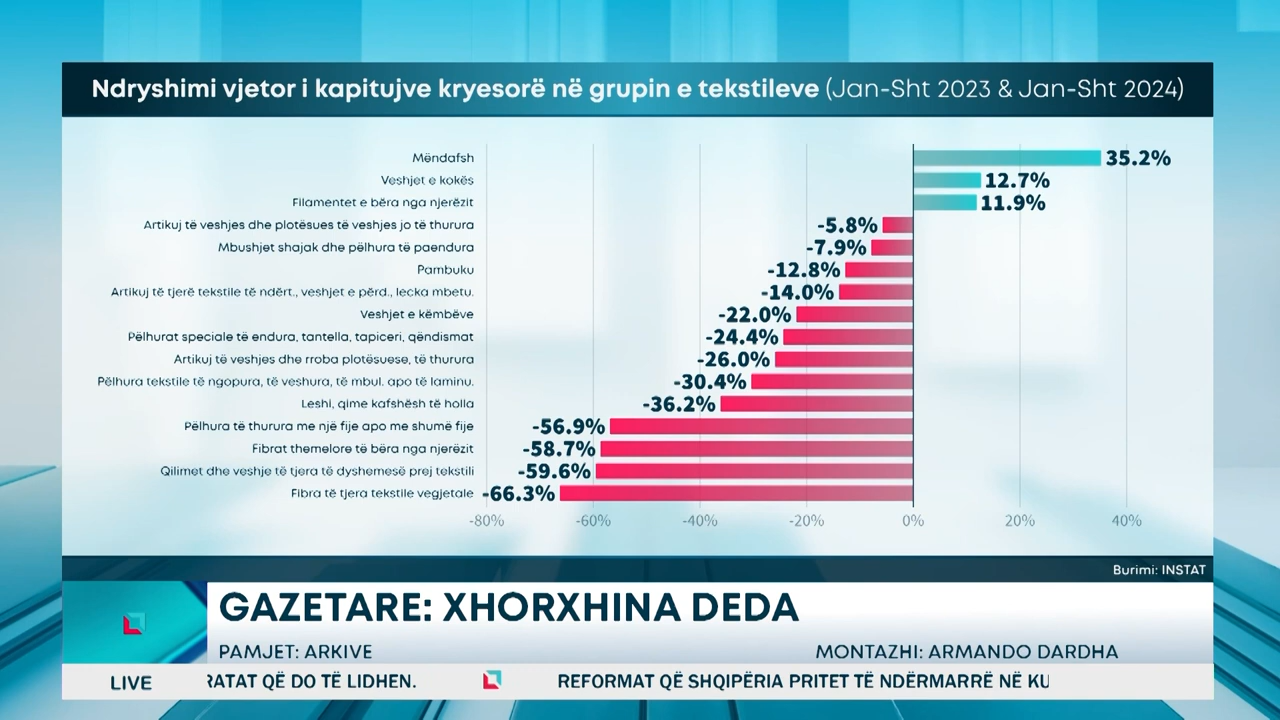 Ndryshimi vjetor i kapitujve kryesorë në grupin e tekstileve (Jan-Sht 2023 & Jan-Sht 2024)
Mëndafsh 35.2%
Veshjet e kokës 12.7%
Filamentet e bëra nga njerëzit 11.9%
Artikuj të veshjes dhe plotësues të veshjes jo të thurura -5.8%
Mbushjet shajak dhe pëlhura të paendura -7.9%
Pambuku -12.8%
Artikuj të tjerë tekstile të ndërt., veshjet e përd., lecka mbetu. -14.0%
Veshjet e këmbëve -22.0%
Pëlhurat speciale të endura, tantella, tapiceri, qëndismat -24.4%
Artikuj të veshjes dhe rroba plotësuese, të thurura -26.0%
Pëlhura tekstile të ngopura, të veshura, të mbul. apo të laminu. -30.4%
Leshi, qime kafshësh të holla -36.2%
Pëlhura të thurura me një fije apo me shumë fije -56.9%
Fibrat themelore të bëra nga njerëzit -58.7%
Qilimet dhe veshje të tjera të dyshemesë prej tekstili -59.6%
Fibra të tjera tekstile vegjetale -66.3%
-80% -60% -40% -20% 0% 20% 40%
Burimi: INSTAT
GAZETARE: XHORXHINA DEDA
PAMJET: ARKIVE MONTAZHI: ARMANDO DARDHA
LIVE RATAT QË DO TË LIDHEN. REFORMAT QË SHQIPËRIA PRITET TË NDËRMARRË NË KU